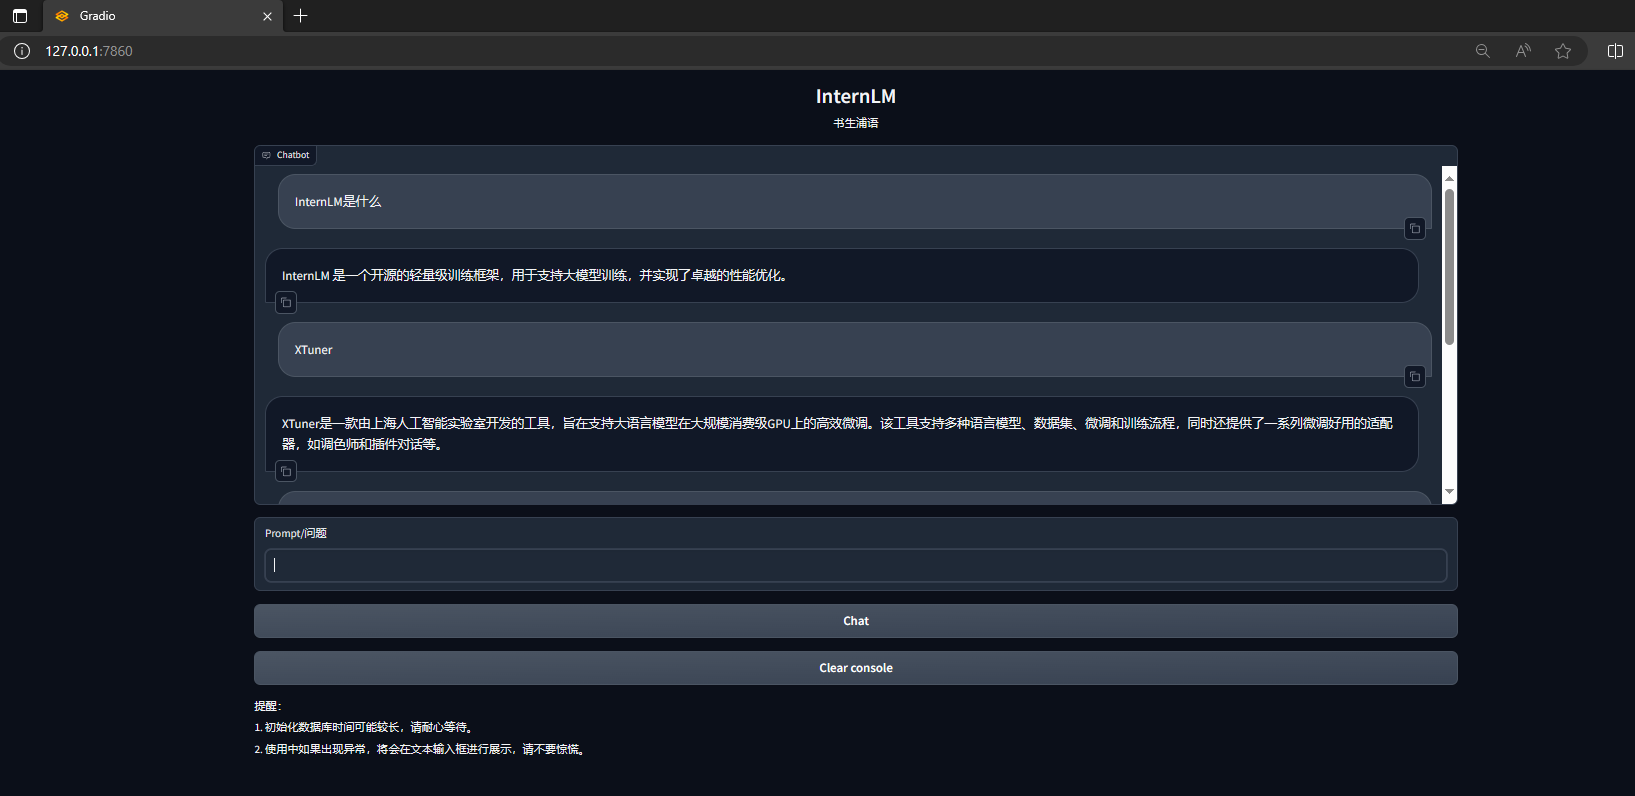 Gradio
127.0.0.1:7860
InternLM
书生浦语
Chatbot
InternLM是什么
InternLM 是一个开源的轻量级训练框架，用于支持大模型训练，并实现了卓越的性能优化。
XTuner
XTuner是一款由上海人工智能实验室开发的工具，旨在支持大语言模型在大规模消费级GPU上的高效微调。该工具支持多种语言模型、数据集、微调和训练流程，同时还提供了一系列微调好用的适配
器，如调色师和插件对话等。
Prompt/问题
Chat
Clear console
提醒：
1. 初始化数据库时间可能较长，请耐心等待。
2. 使用中如果出现异常，将会在文本输入框进行展示，请不要惊慌。